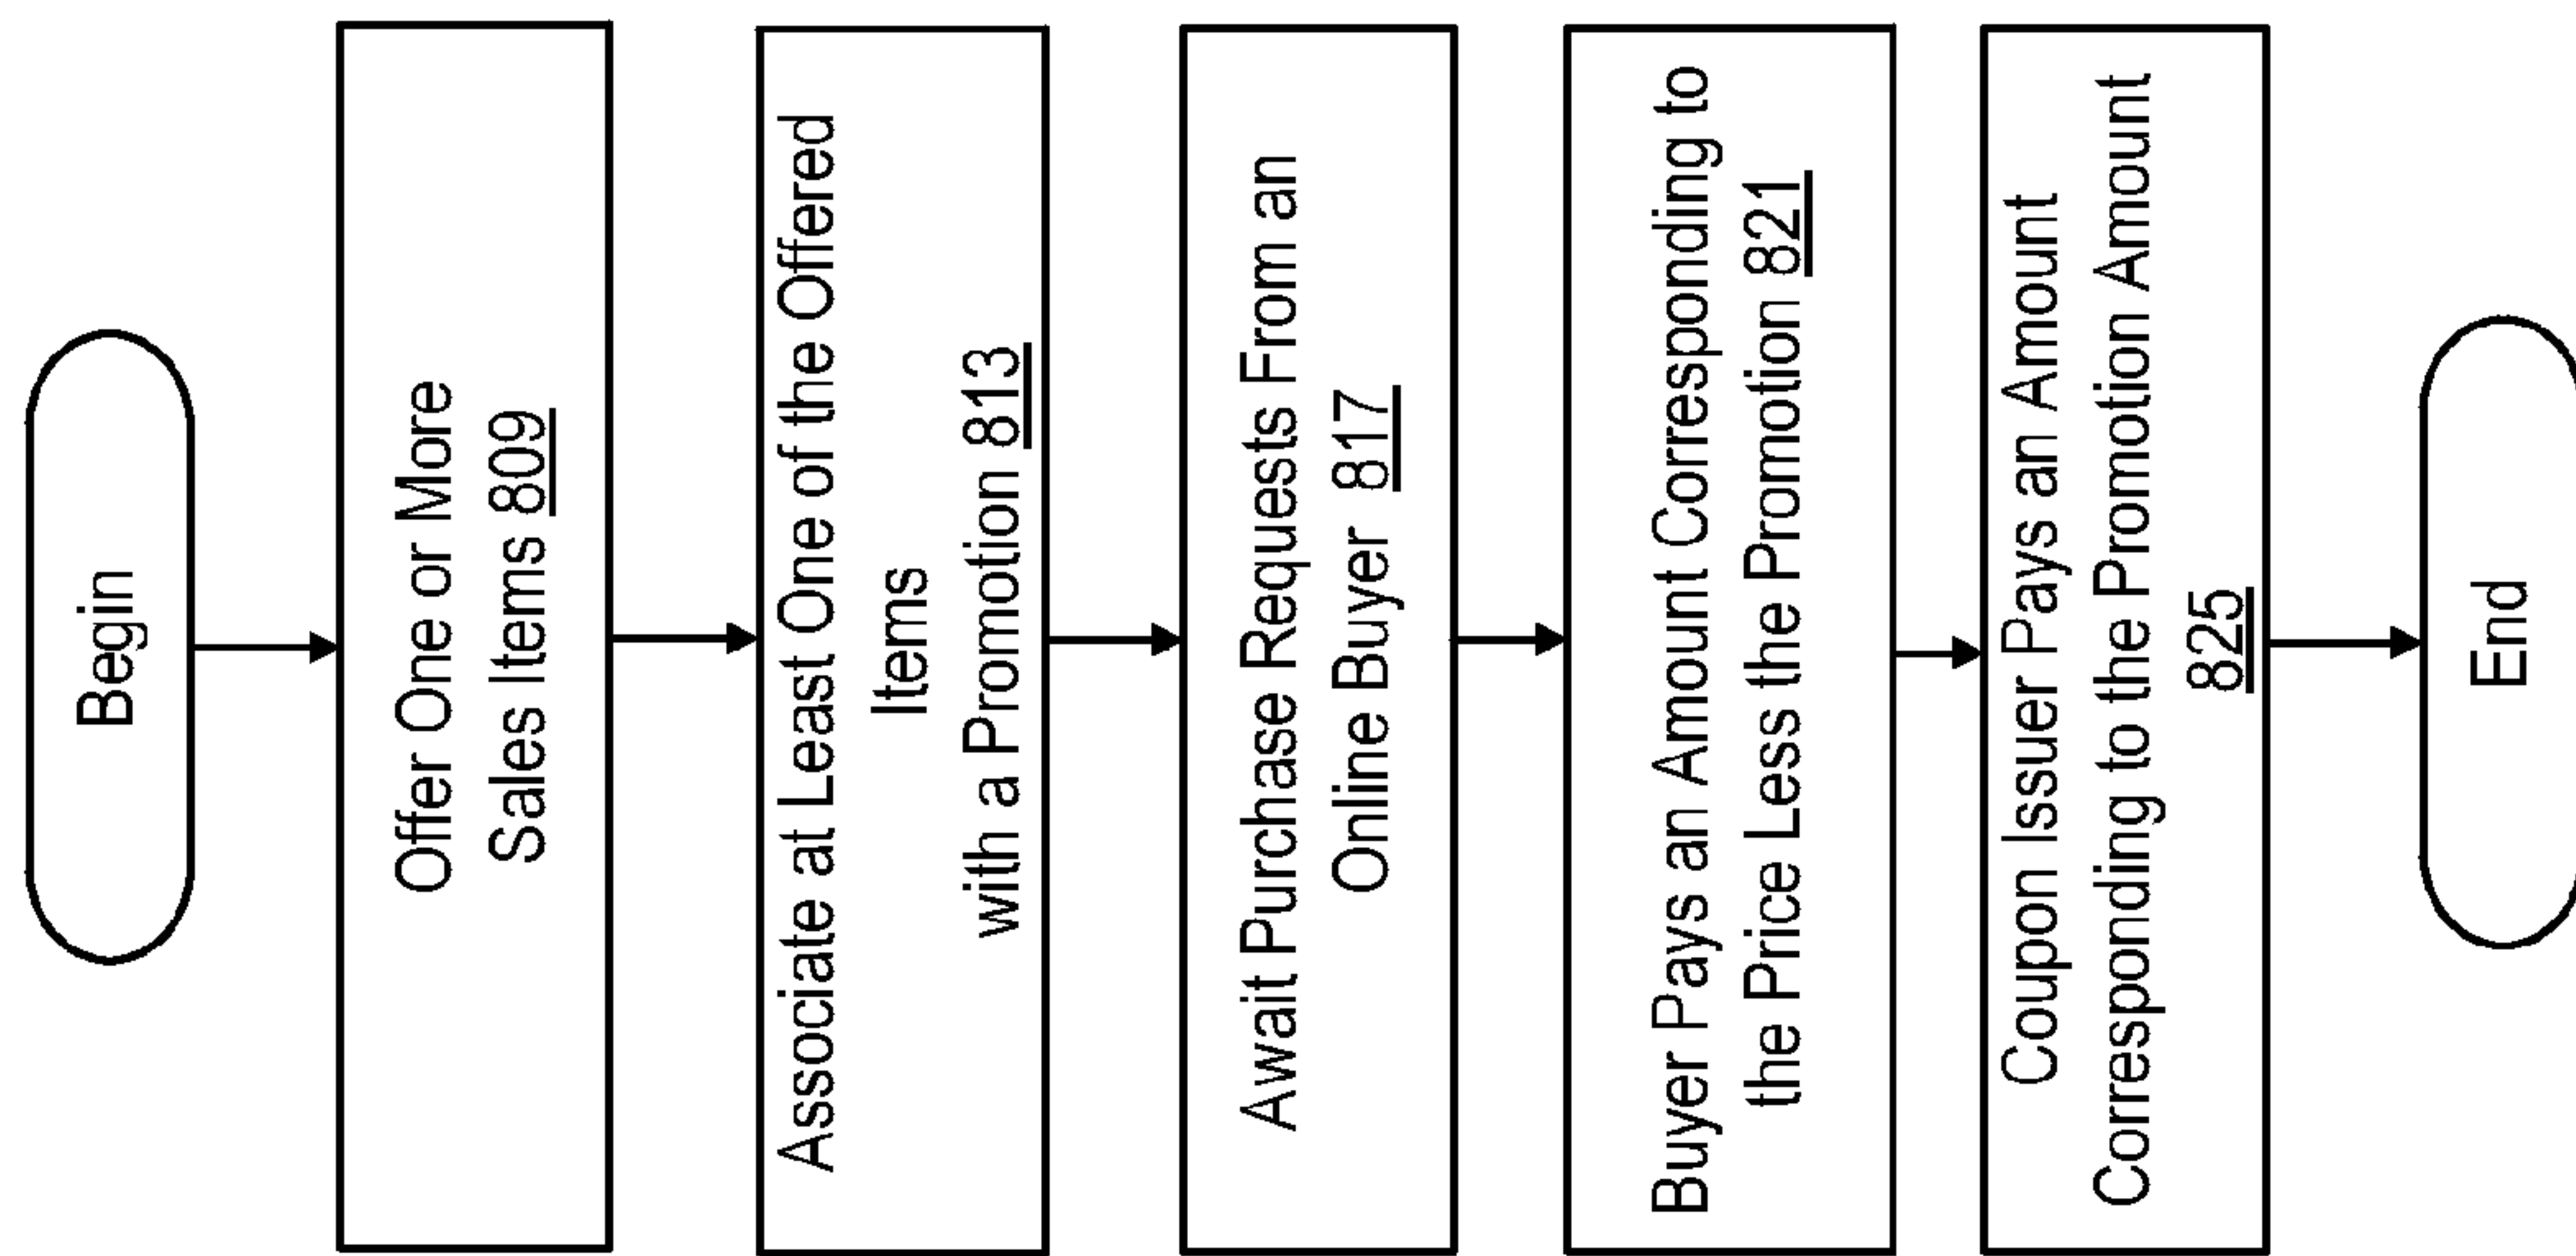 Begin
Offer One or More
Sales Items 809
Associate at Least One of the Offered
Items
with a Promotion 813
Await Purchase Requests From an
Online Buyer 817
Buyer Pays an Amount Corresponding to
the Price Less the Promotion 821
Coupon Issuer Pays an Amount
Corresponding to the Promotion Amount
825
End